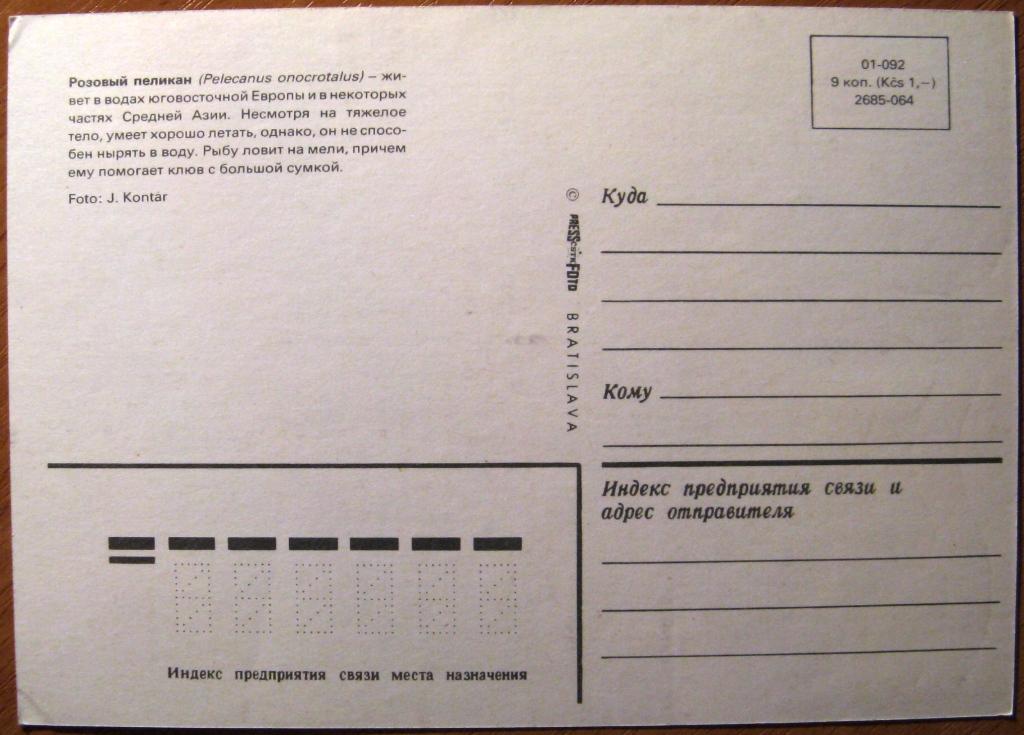 Розовый пеликан (Pelecanus onocrotalus) – жи-
вет в водах юговосточной Европы и в некоторых
частях Средней Азии. Несмотря на тяжелое
тело, умеет хорошо летать, однако, он не спосо-
бен нырять в воду. Рыбу ловит на мели, причем
ему помогает клюв с большой сумкой.
Foto: J. Kontár
© PRESS ČSTK FOTO BRATISLAVA
01-092
9 коп. (Kčs 1,–)
2685-064
Куда
Кому
Индекс предприятия связи и
адрес отправителя
Индекс предприятия связи места назначения